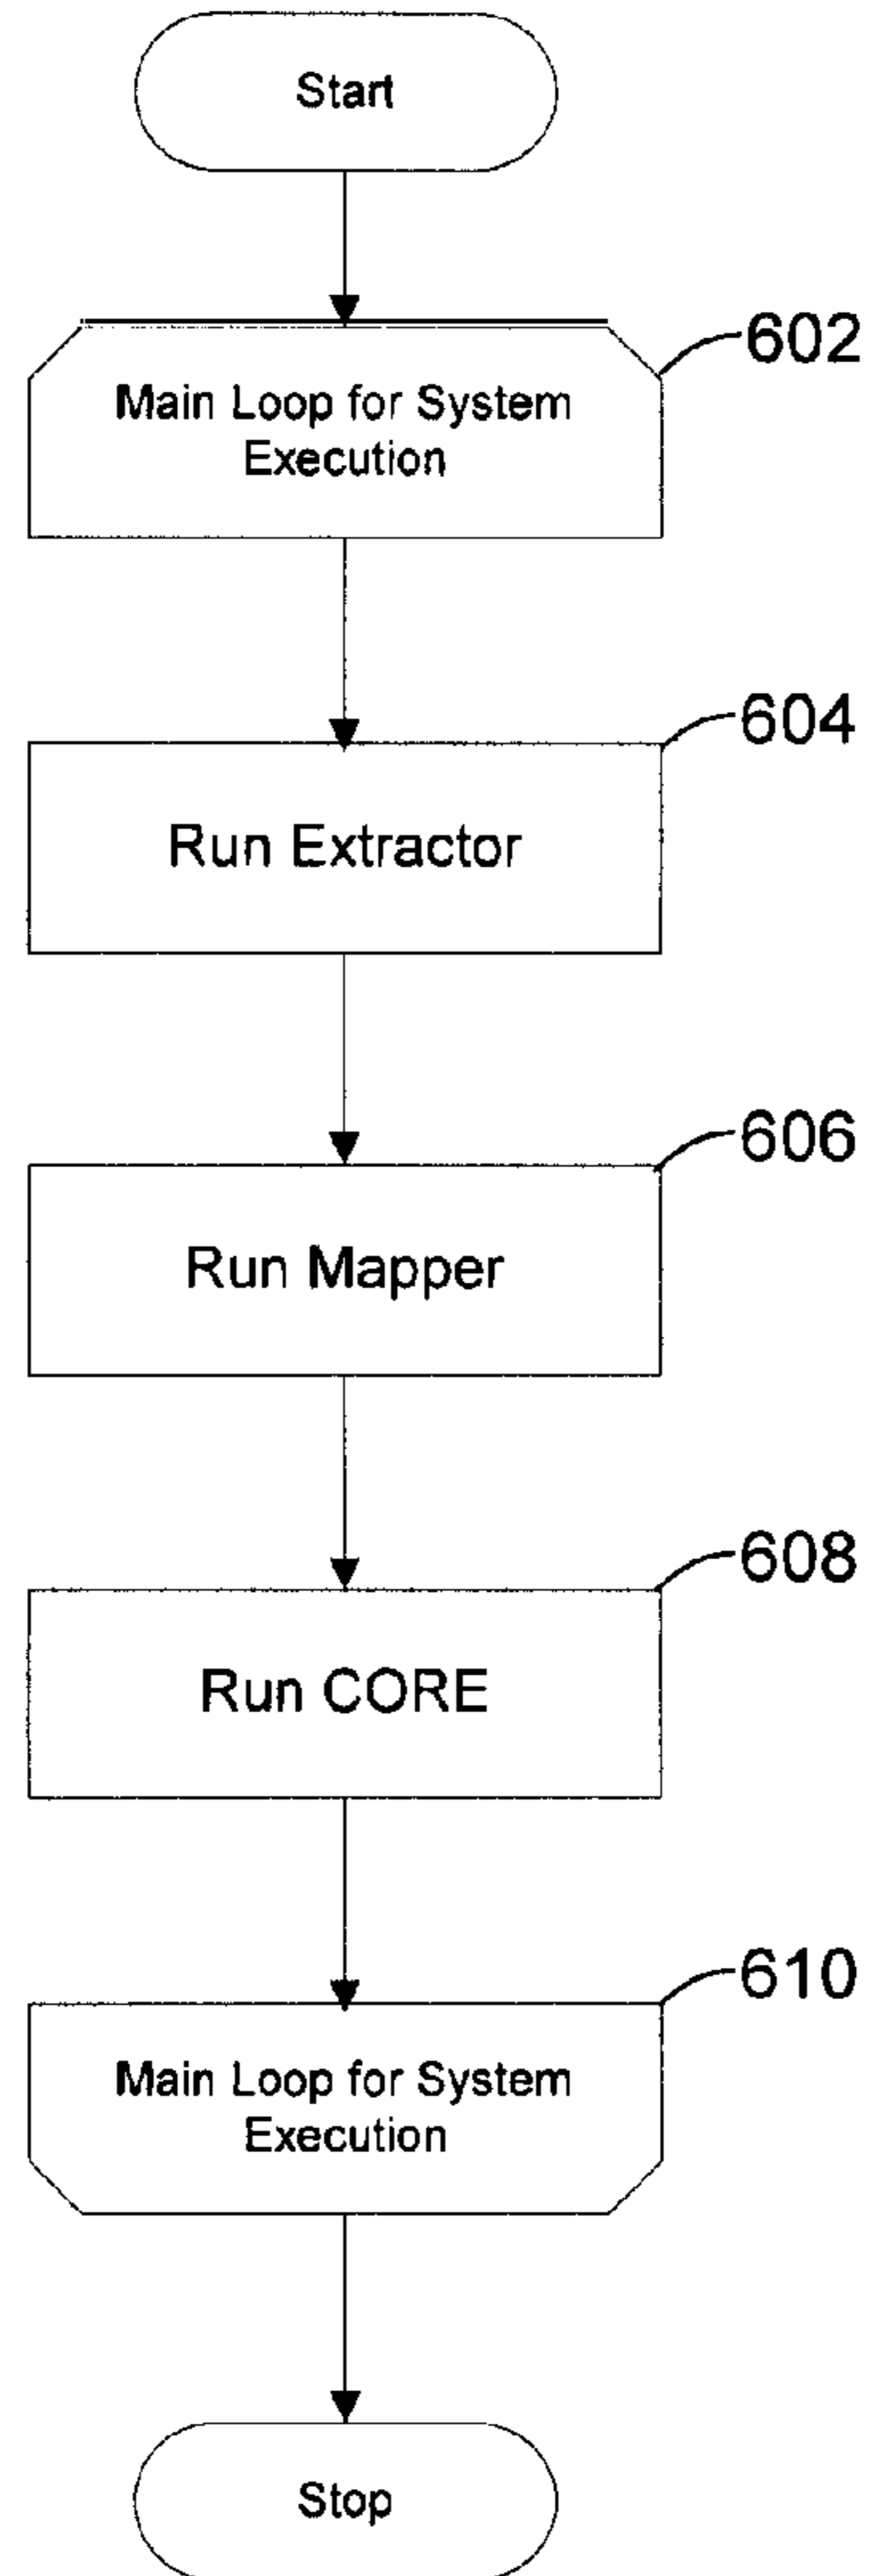 Start
602
Main Loop for System
Execution
604
Run Extractor
606
Run Mapper
608
Run CORE
610
Main Loop for System
Execution
Stop